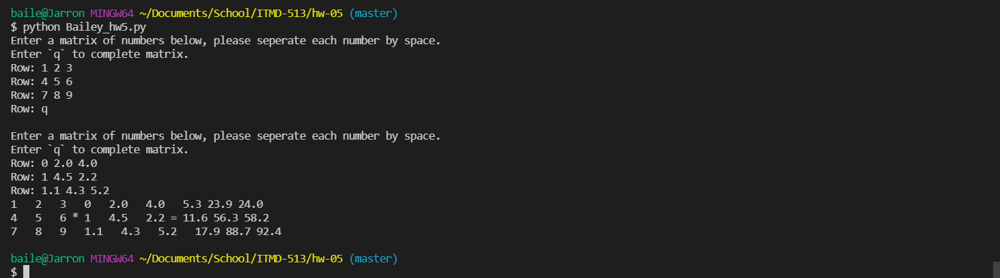 baile@Jarron MINGW64 ~/Documents/School/ITMD-513/hw-05 (master)
$ python Bailey_hw5.py
Enter a matrix of numbers below, please seperate each number by space.
Enter `q` to complete matrix.
Row: 1 2 3
Row: 4 5 6
Row: 7 8 9
Row: q
Enter a matrix of numbers below, please seperate each number by space.
Enter `q` to complete matrix.
Row: 0 2.0 4.0
Row: 1 4.5 2.2
Row: 1.1 4.3 5.2
1   2   3   0   2.0   4.0   5.3 23.9 24.0
4   5   6 * 1   4.5   2.2 = 11.6 56.3 58.2
7   8   9   1.1   4.3   5.2   17.9 88.7 92.4
baile@Jarron MINGW64 ~/Documents/School/ITMD-513/hw-05 (master)
$